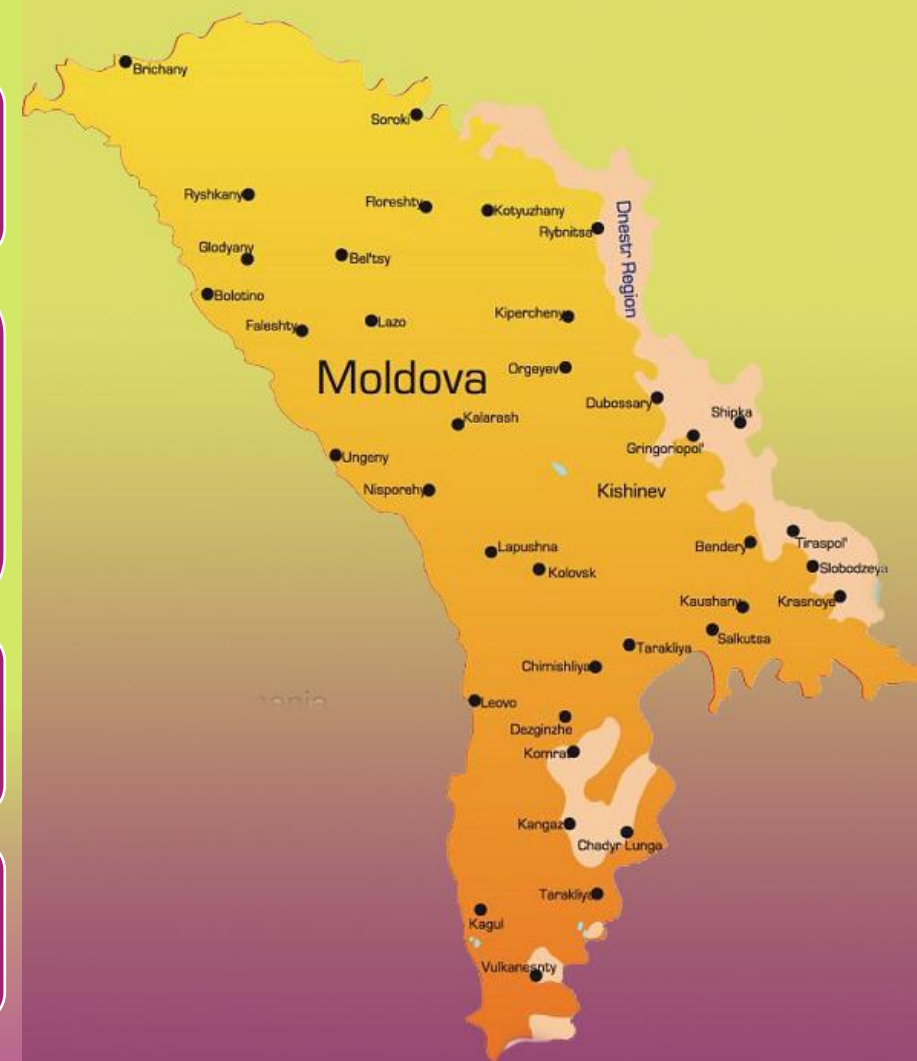 Brichany
Soroki
Ryshkany
Floreshty
Kotyuzhany
Rybnitsa
Dnestr Region
Glodyany
Bel'tsy
Bolotino
Faleshty
Lazo
Kipercheny
Moldova
Orgeyev
Dubossary
Shipka
Kalarash
Gringoriopol'
Ungeny
Nisporehy
Kishinev
Lapushna
Bendery
Tiraspol'
Kolovsk
Slobodzeya
Kaushany
Krasnoye
Salkutsa
Tarakliya
Chimishliya
Leovo
Dezginzhe
Komrat
Kangaz
Chadyr Lunga
Tarakliya
Kagul
Vulkanesnty